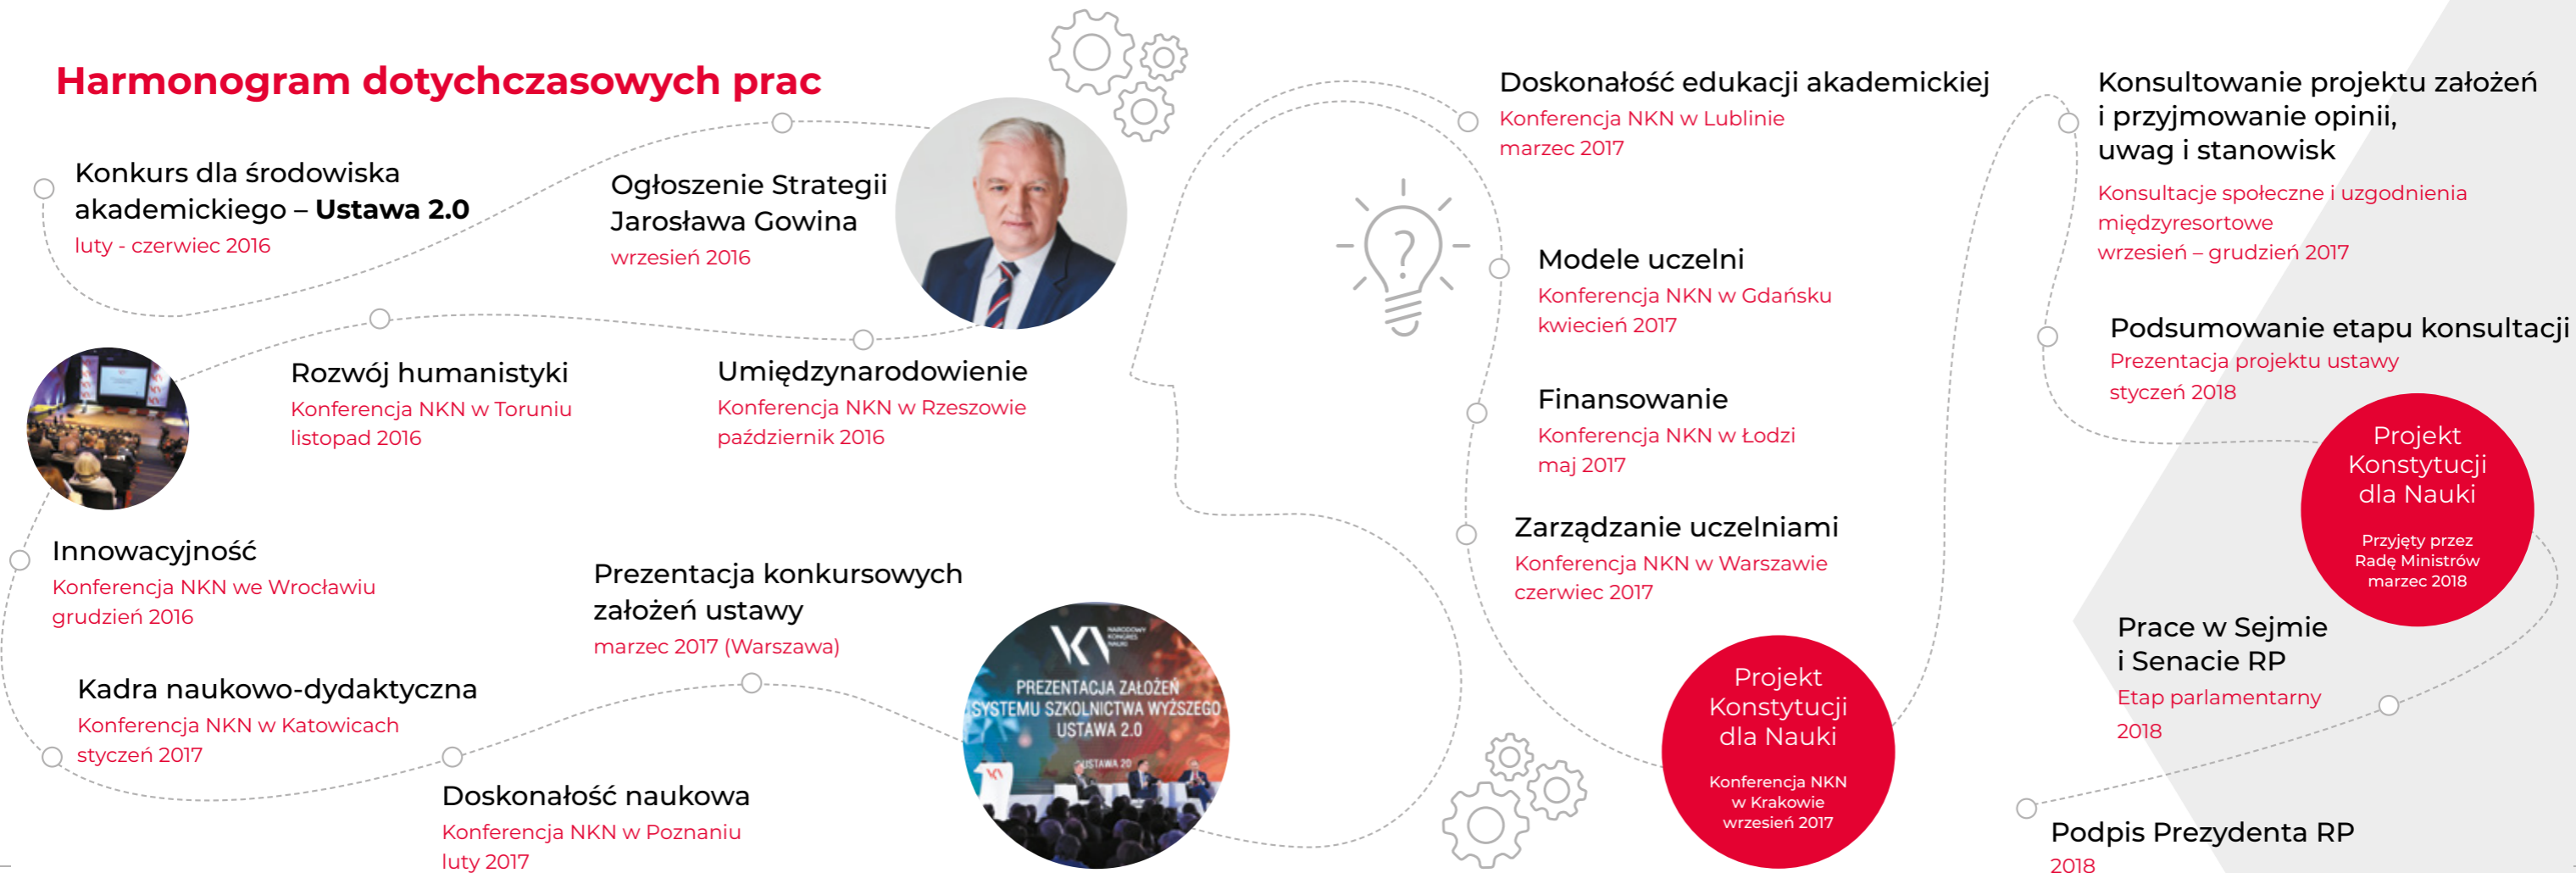 Harmonogram dotychczasowych prac
Konkurs dla środowiska
akademickiego – Ustawa 2.0
luty - czerwiec 2016
Ogłoszenie Strategii
Jarosława Gowina
wrzesień 2016
Umiędzynarodowienie
Konferencja NKN w Rzeszowie
październik 2016
Rozwój humanistyki
Konferencja NKN w Toruniu
listopad 2016
Innowacyjność
Konferencja NKN we Wrocławiu
grudzień 2016
Kadra naukowo-dydaktyczna
Konferencja NKN w Katowicach
styczeń 2017
Doskonałość naukowa
Konferencja NKN w Poznaniu
luty 2017
Prezentacja konkursowych
założeń ustawy
marzec 2017 (Warszawa)
NARODOWY
KONGRES
NAUKI
PREZENTACJA ZAŁOŻEŃ
SYSTEMU SZKOLNICTWA WYŻSZEGO
USTAWA 2.0
Doskonałość edukacji akademickiej
Konferencja NKN w Lublinie
marzec 2017
?
Modele uczelni
Konferencja NKN w Gdańsku
kwiecień 2017
Finansowanie
Konferencja NKN w Łodzi
maj 2017
Zarządzanie uczelniami
Konferencja NKN w Warszawie
czerwiec 2017
Projekt
Konstytucji
dla Nauki
Konferencja NKN
w Krakowie
wrzesień 2017
Konsultowanie projektu założeń
i przyjmowanie opinii,
uwag i stanowisk
Konsultacje społeczne i uzgodnienia
międzyresortowe
wrzesień – grudzień 2017
Podsumowanie etapu konsultacji
Prezentacja projektu ustawy
styczeń 2018
Projekt
Konstytucji
dla Nauki
Przyjęty przez
Radę Ministrów
marzec 2018
Prace w Sejmie
i Senacie RP
Etap parlamentarny
2018
Podpis Prezydenta RP
2018